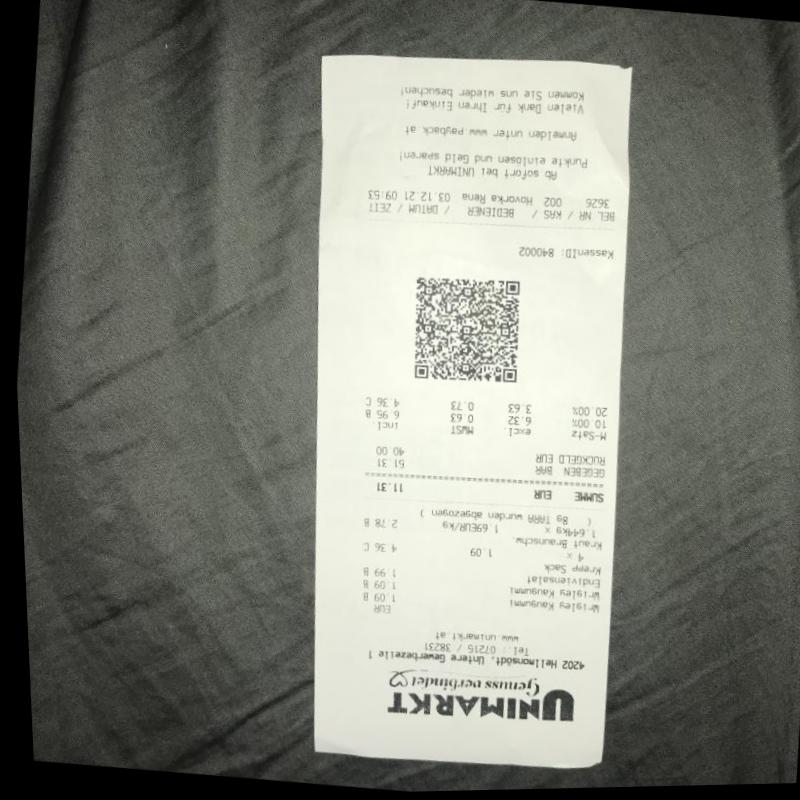 UNIMARKT
Genuss verbindet
4202 Hellmonsödt, Untere Gewerbezeile 1
Tel.: 07215 / 38231
www.unimarkt.at
EUR
Wrigley Kaugummi 1.09 B
Wrigley Kaugummi 1.09 B
Endiviensalat 1.99 B
Krepp Sack
4 x 1.09 4.36 C
Kraut Braunschw.
1.644kg x 1.69EUR/kg 2.78 B
( 8g TARA wurden abgezogen )
SUMME EUR 11.31
GEGEBEN BAR 51.31
RÜCKGELD EUR 40.00
M-Satz excl. MWST incl.
10.00% 6.32 0.63 6.95 B
20.00% 3.63 0.73 4.36 C
KassenID: 840002
BEL NR / KAS / BEDIENER / DATUM / ZEIT
3626 002 Hovorka Rena 03.12.21 09:53
Ab sofort bei UNIMARKT
Punkte einlösen und Geld sparen!
Anmelden unter www.payback.at
Vielen Dank für Ihren Einkauf!
Kommen Sie uns wieder besuchen!